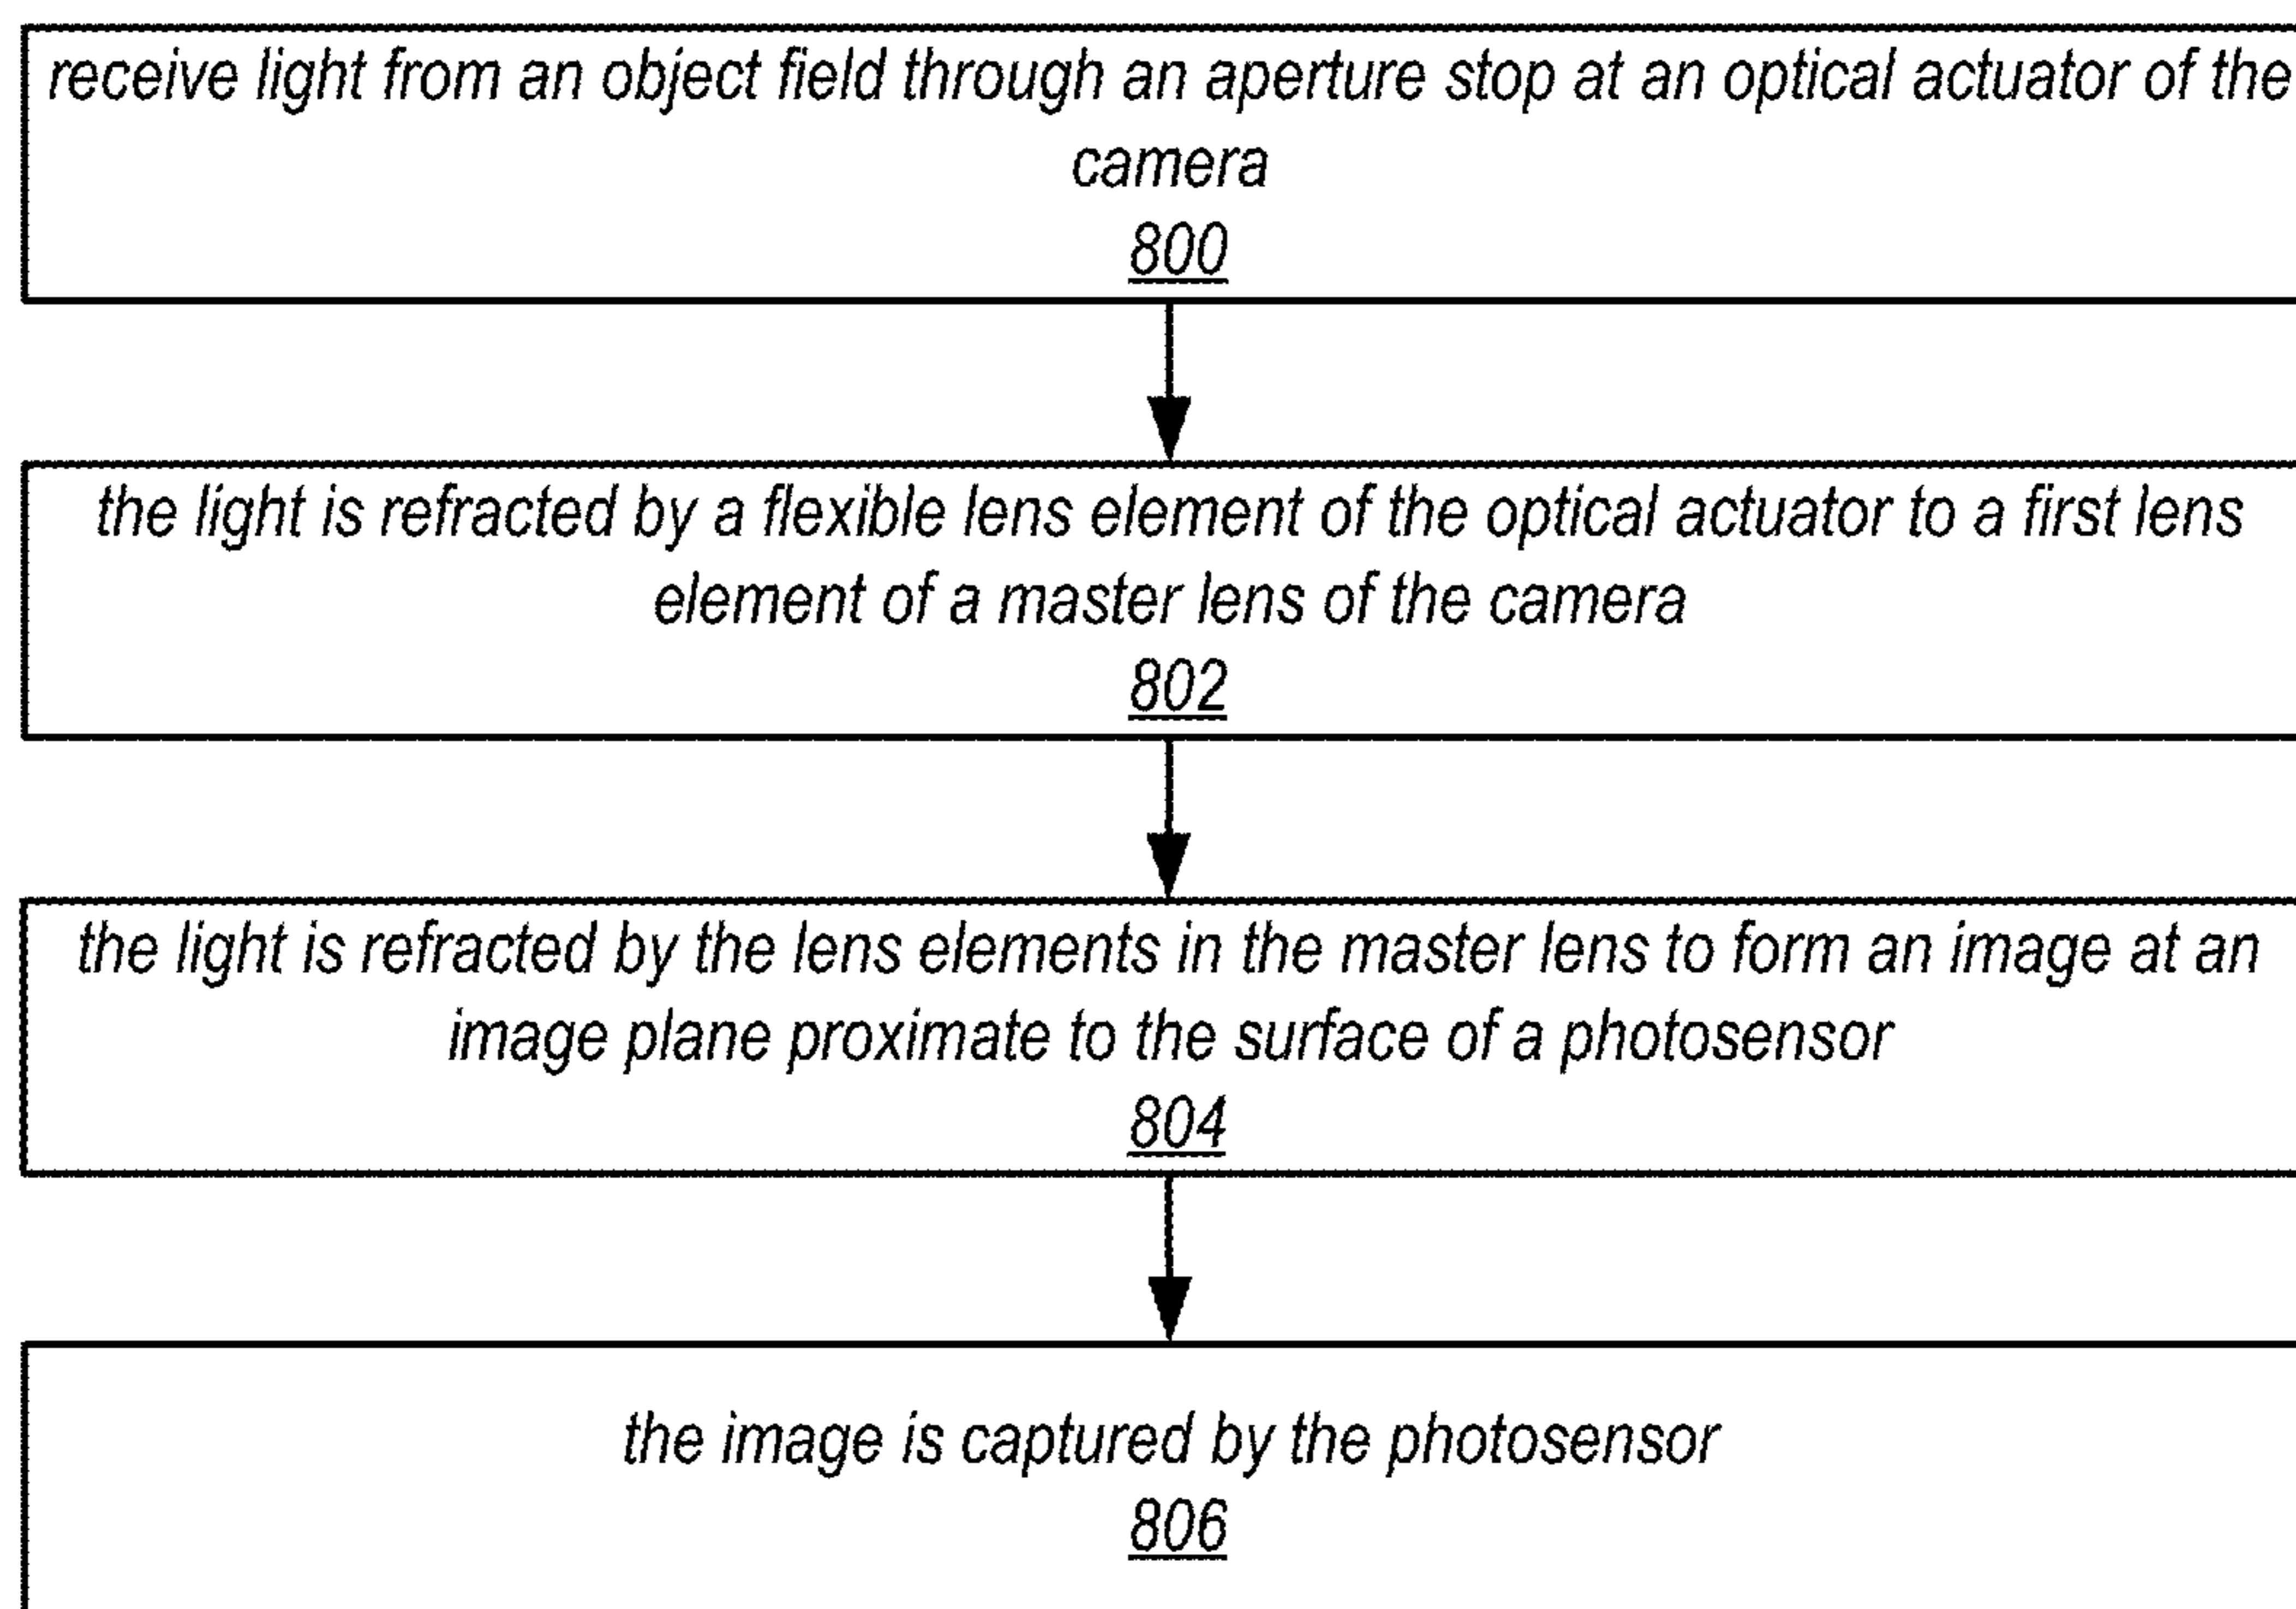 receive light from an object field through an aperture stop at an optical actuator of the
camera
800
the light is refracted by a flexible lens element of the optical actuator to a first lens
element of a master lens of the camera
802
the light is refracted by the lens elements in the master lens to form an image at an
image plane proximate to the surface of a photosensor
804
the image is captured by the photosensor
806